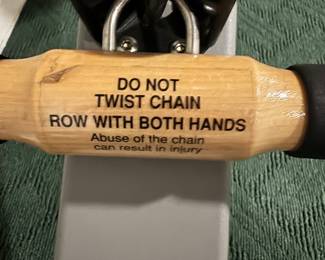 DO NOT
TWIST CHAIN
ROW WITH BOTH HANDS
Abuse of the chain
can result in injury